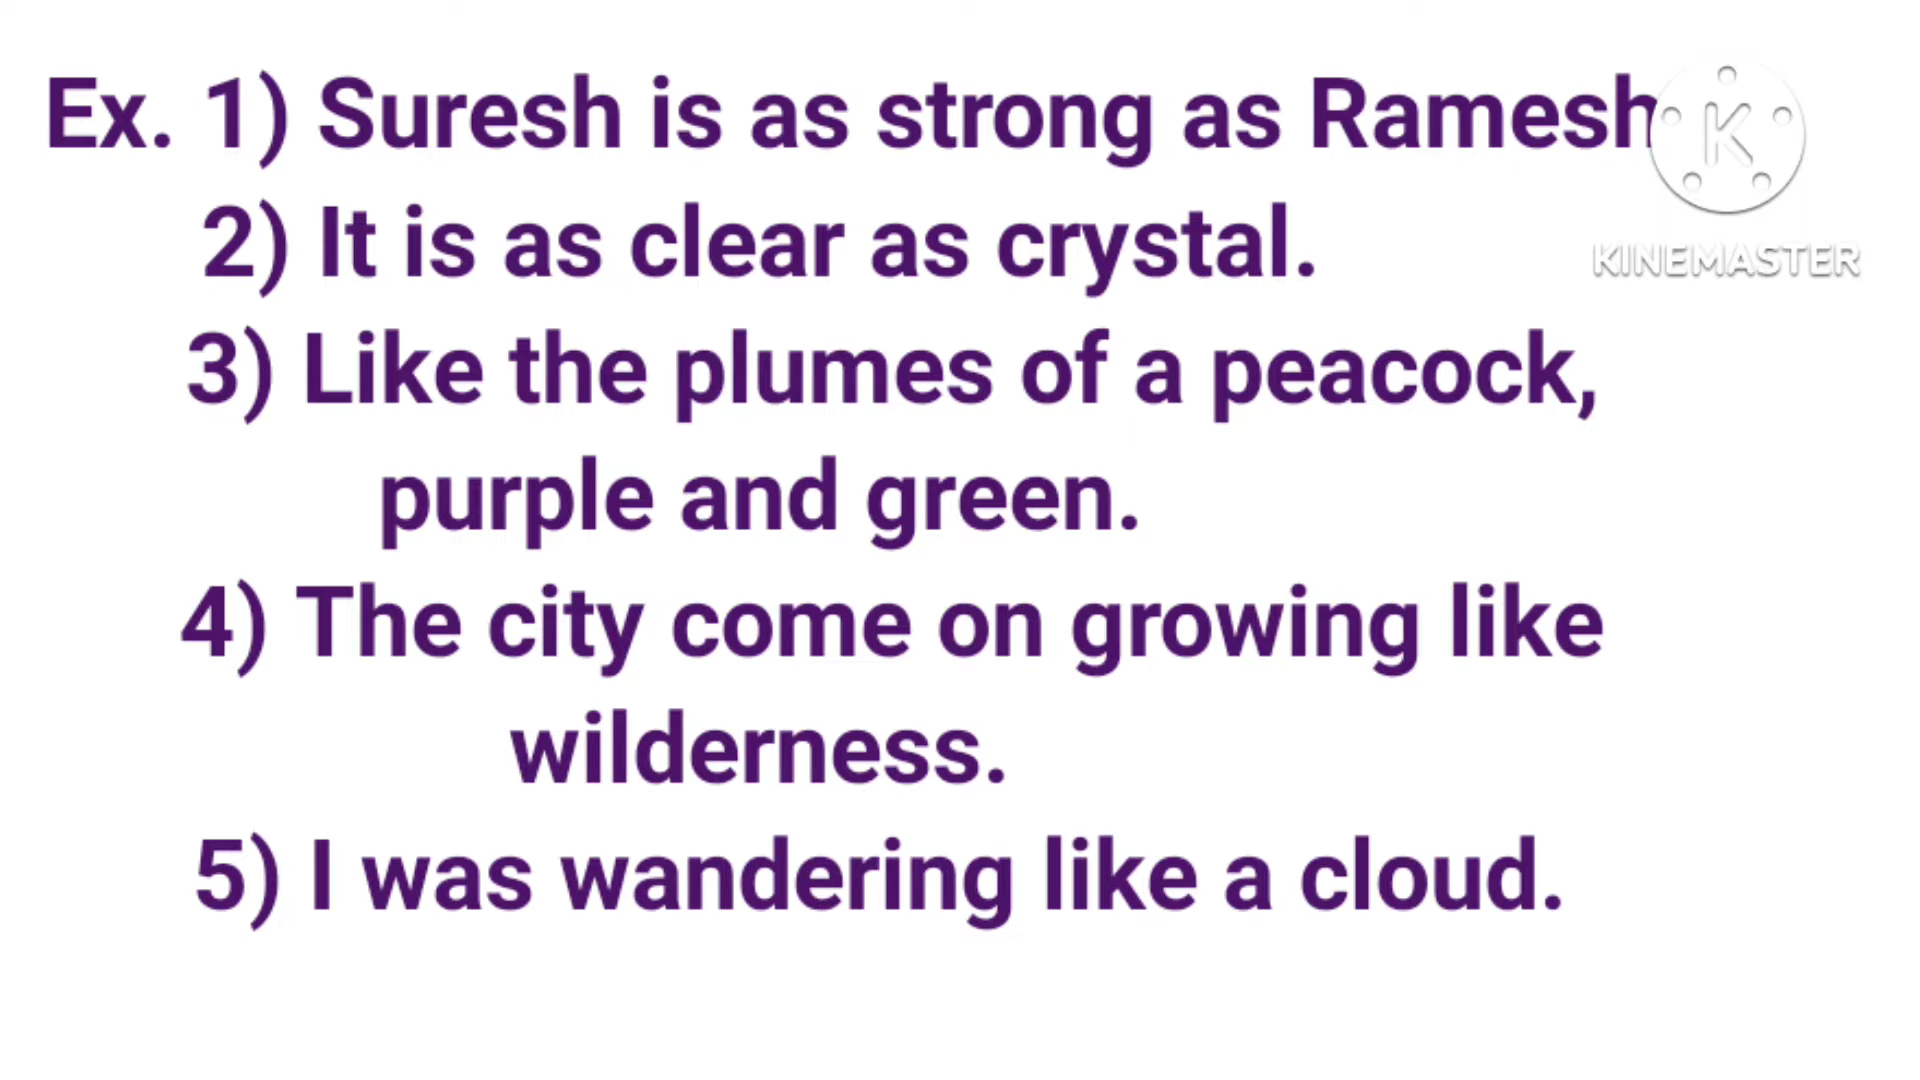 Ex. 1) Suresh is as strong as Ramesh
2) It is as clear as crystal.
3) Like the plumes of a peacock,
purple and green.
4) The city come on growing like
wilderness.
5) I was wandering like a cloud.
K
KINEMASTER